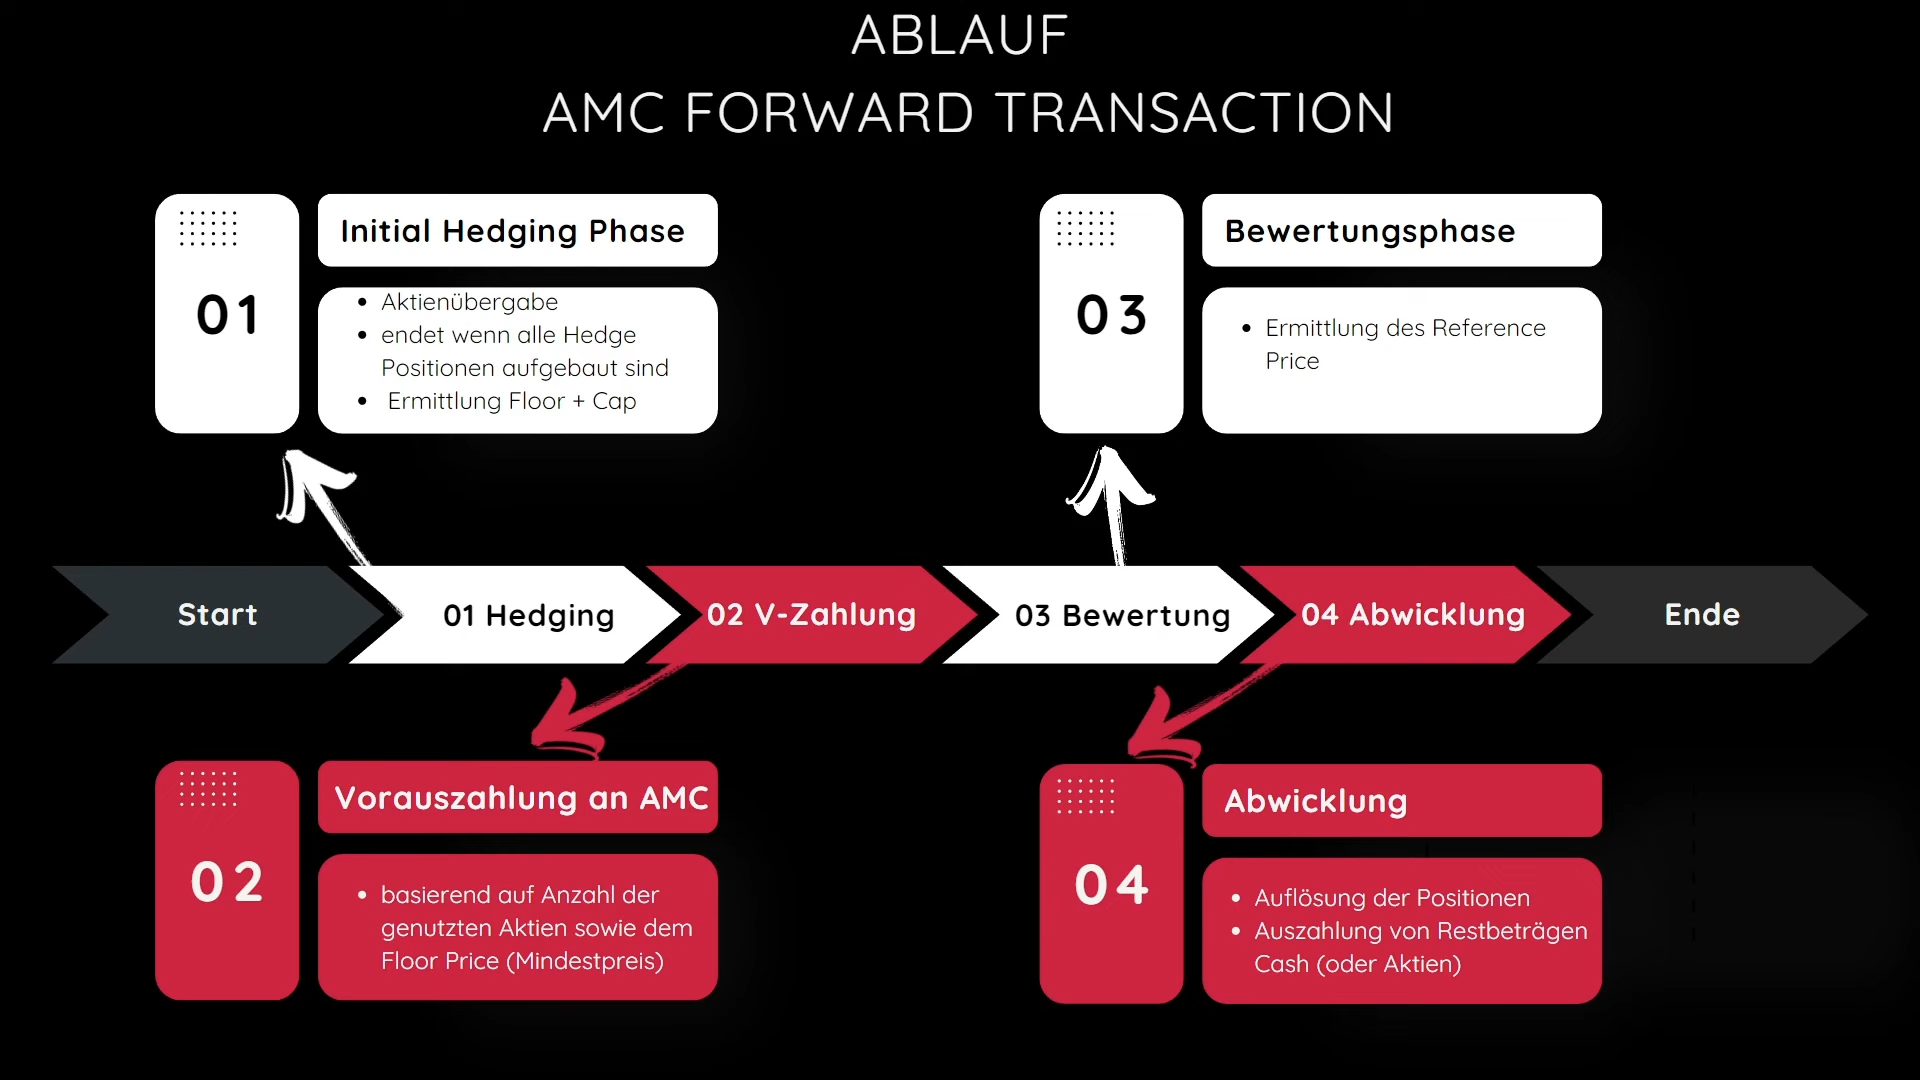 ABLAUF
AMC FORWARD TRANSACTION
01
Initial Hedging Phase
• Aktienübergabe
• endet wenn alle Hedge
Positionen aufgebaut sind
• Ermittlung Floor + Cap
03
Bewertungsphase
• Ermittlung des Reference
Price
Start
01 Hedging
02 V-Zahlung
03 Bewertung
04 Abwicklung
Ende
02
Vorauszahlung an AMC
• basierend auf Anzahl der
genutzten Aktien sowie dem
Floor Price (Mindestpreis)
04
Abwicklung
• Auflösung der Positionen
• Auszahlung von Restbeträgen
Cash (oder Aktien)